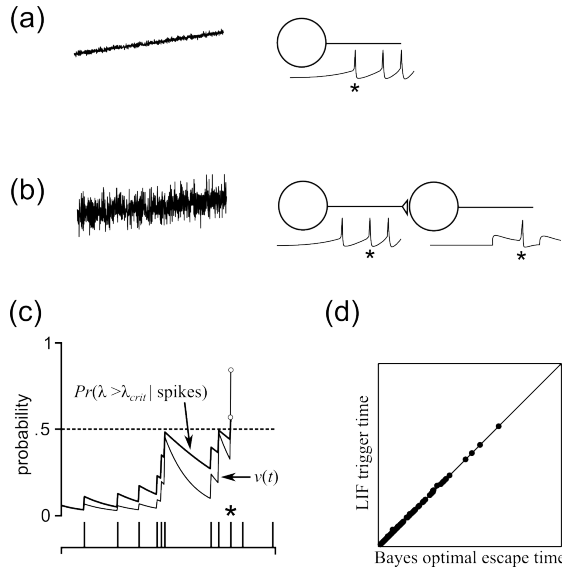 (a)
*
(b)
*
*
(c)
(d)
1
Pr(λ >λcrit | spikes)
.5
probability
v(t)
0
*
LIF trigger time
Bayes optimal escape time